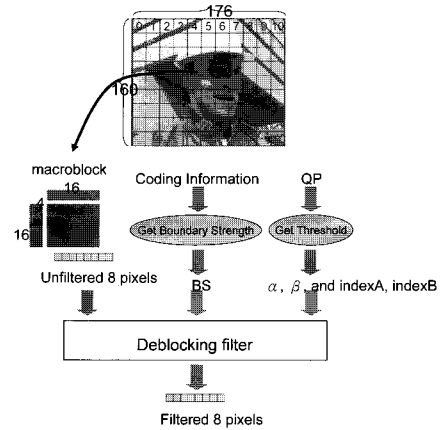 176
0 1 2 3 4 5 6 7 8 9 10
160
macroblock
16
4
16
Coding Information
QP
Get Boundary Strength
Get Threshold
Unfiltered 8 pixels
BS
α, β, and indexA, indexB
Deblocking filter
Filtered 8 pixels